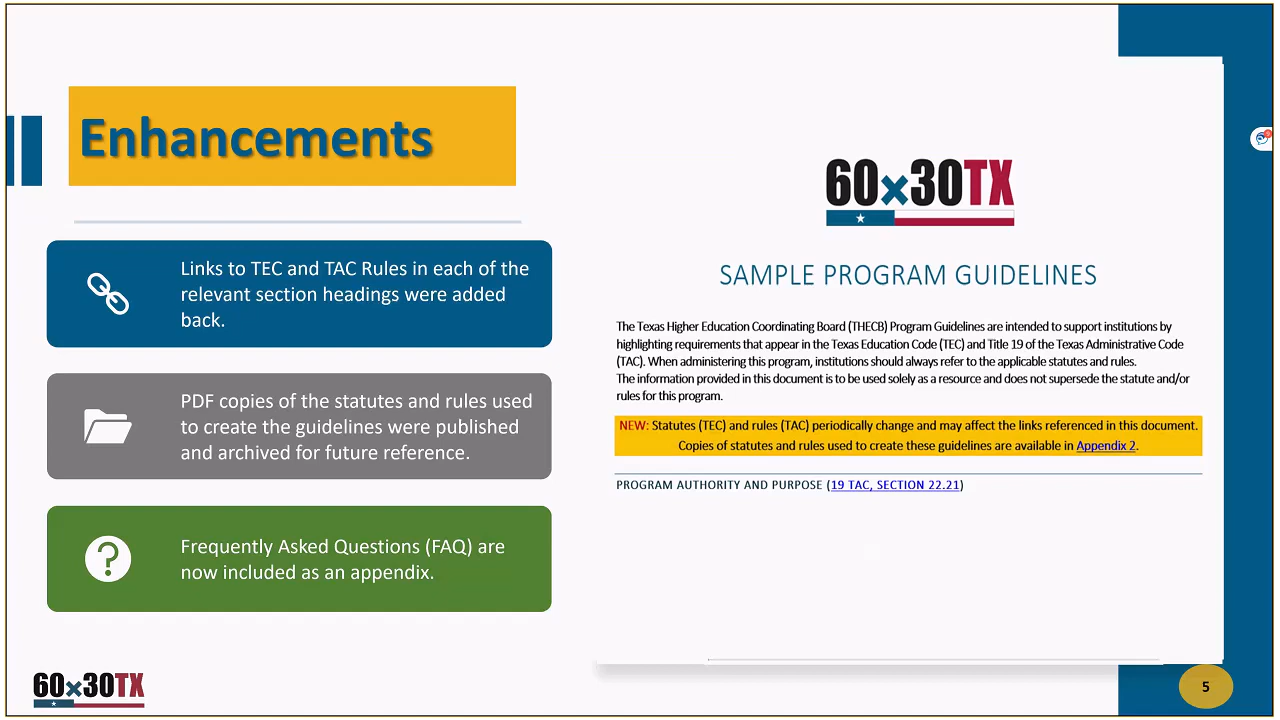 Enhancements
Links to TEC and TAC Rules in each of the
relevant section headings were added
back.
PDF copies of the statutes and rules used
to create the guidelines were published
and archived for future reference.
Frequently Asked Questions (FAQ) are
now included as an appendix.
60x30TX
60x30TX
SAMPLE PROGRAM GUIDELINES
The Texas Higher Education Coordinating Board (THECB) Program Guidelines are intended to support institutions by
highlighting requirements that appear in the Texas Education Code (TEC) and Title 19 of the Texas Administrative Code
(TAC). When administering this program, institutions should always refer to the applicable statutes and rules.
The information provided in this document is to be used solely as a resource and does not supersede the statute and/or
rules for this program.
NEW: Statutes (TEC) and rules (TAC) periodically change and may affect the links referenced in this document.
Copies of statutes and rules used to create these guidelines are available in Appendix 2.
PROGRAM AUTHORITY AND PURPOSE (19 TAC, SECTION 22.21)
5